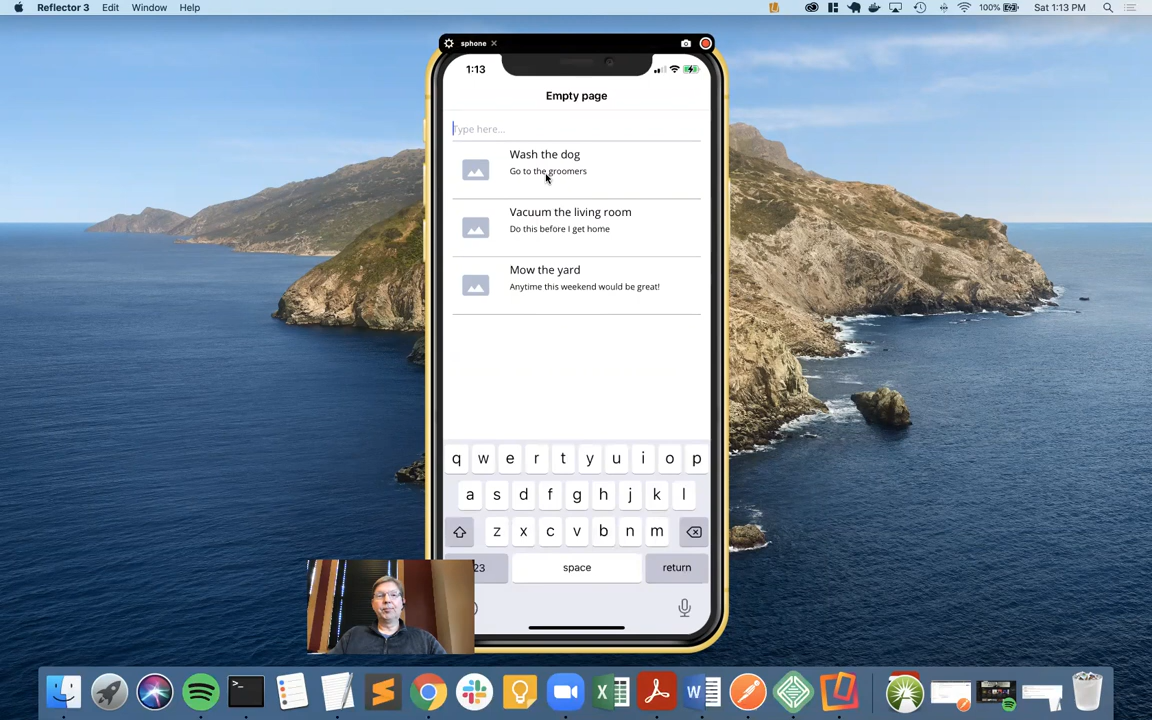 Reflector 3 Edit Window Help 100% Sat 1:13 PM
sphone
1:13
Empty page
Type here...
Wash the dog
Go to the groomers
Vacuum the living room
Do this before I get home
Mow the yard
Anytime this weekend would be great!
q w e r t y u i o p
a s d f g h j k l
z x c v b n m
23 space return